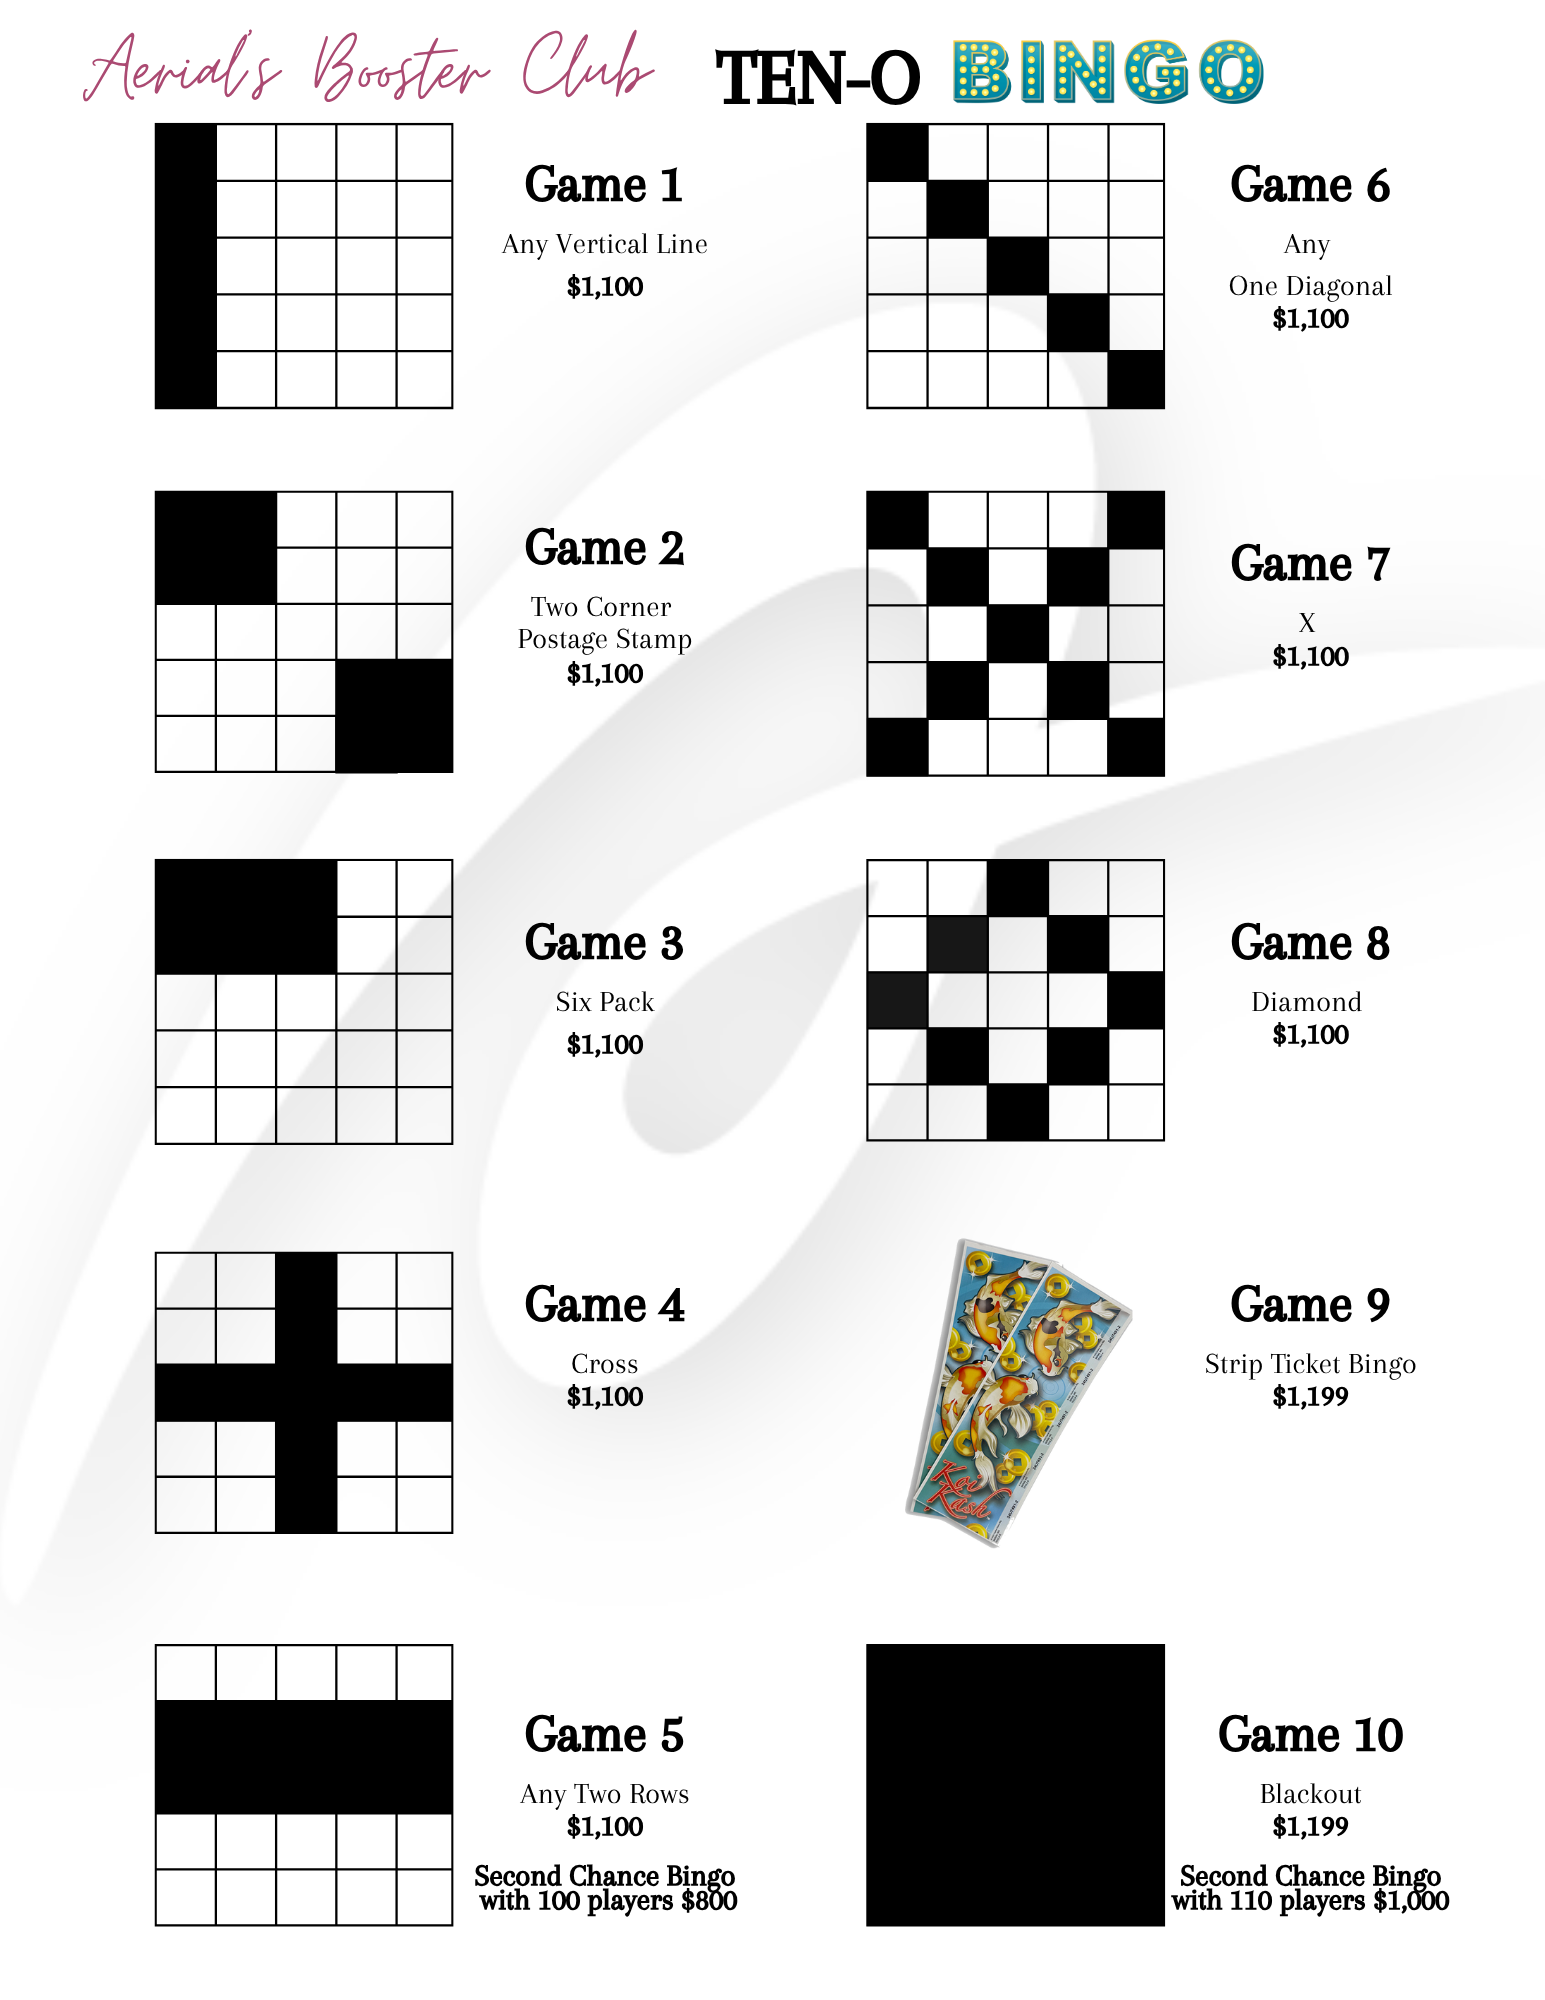 Aerial's Booster Club
TEN-O BINGO
Game 1
Any Vertical Line
$1,100
Game 2
Two Corner
Postage Stamp
$1,100
Game 3
Six Pack
$1,100
Game 4
Cross
$1,100
Game 5
Any Two Rows
$1,100
Second Chance Bingo
with 100 players $800
Game 6
Any
One Diagonal
$1,100
Game 7
X
$1,100
Game 8
Diamond
$1,100
Koi
Kash
Game 9
Strip Ticket Bingo
$1,199
Game 10
Blackout
$1,199
Second Chance Bingo
with 110 players $1,000